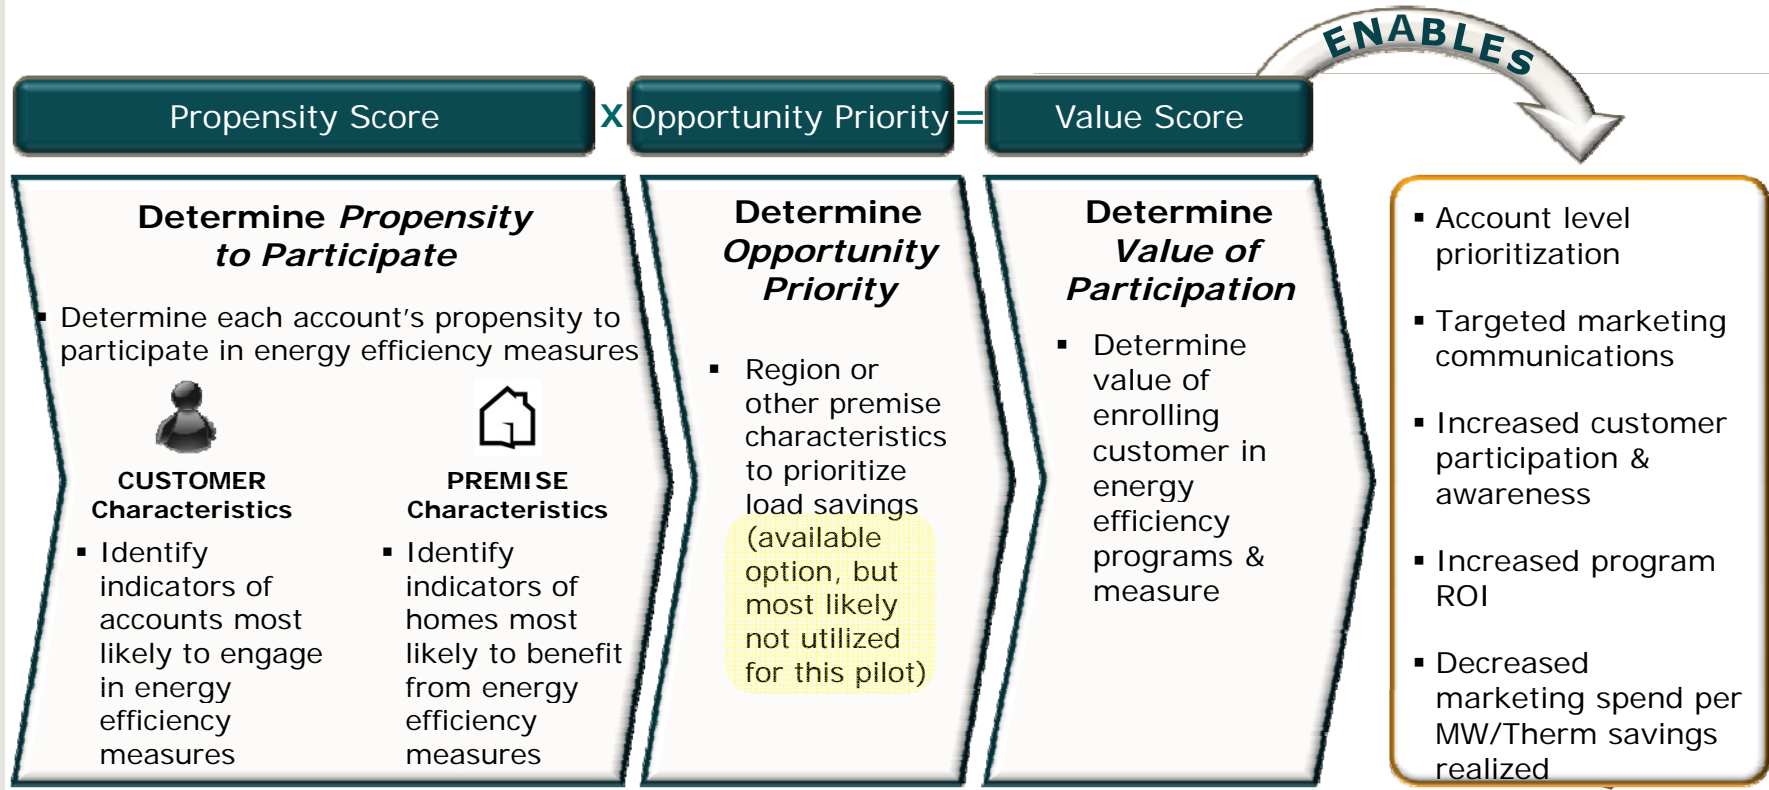 ENABLES
Propensity Score
X
Opportunity Priority
=
Value Score
Determine Propensity
to Participate
▪ Determine each account's propensity to
participate in energy efficiency measures
CUSTOMER
Characteristics
▪ Identify
indicators of
accounts most
likely to engage
in energy
efficiency
measures
PREMISE
Characteristics
▪ Identify
indicators of
homes most
likely to benefit
from energy
efficiency
measures
Determine
Opportunity
Priority
▪ Region or
other premise
characteristics
to prioritize
load savings
(available
option, but
most likely
not utilized
for this pilot)
Determine
Value of
Participation
▪ Determine
value of
enrolling
customer in
energy
efficiency
programs &
measure
▪ Account level
prioritization
▪ Targeted marketing
communications
▪ Increased customer
participation &
awareness
▪ Increased program
ROI
▪ Decreased
marketing spend per
MW/Therm savings
realized